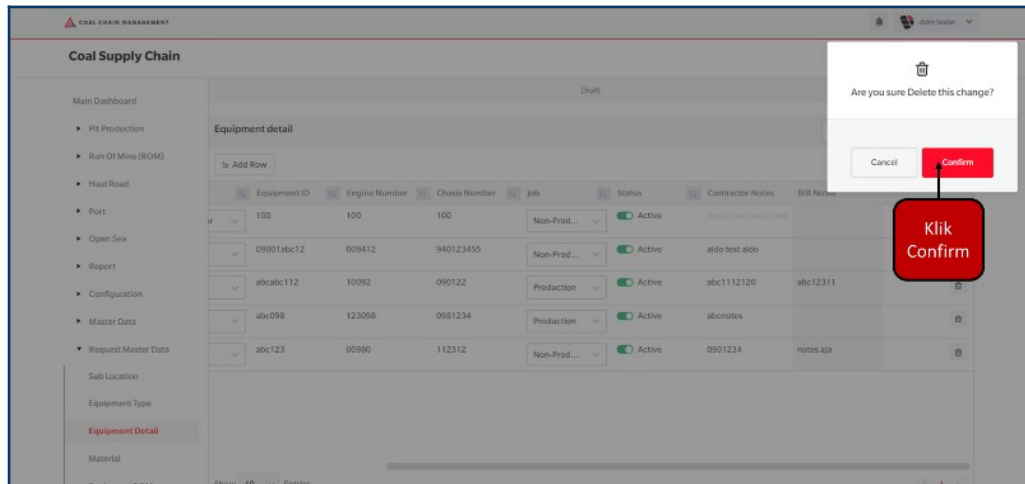 COAL CHAIN MANAGEMENT
ddm tester
Coal Supply Chain
Are you sure Delete this change?
Cancel
Confirm
Klik
Confirm
Main Dashboard
Pit Production
Run Of Mine (ROM)
Haul Road
Port
Open Sea
Report
Configuration
Master Data
Request Master Data
Sub Location
Equipment Type
Equipment Detail
Material
Draft
Equipment detail
Add Row
Equipment ID Engine Number Chasis Number Job Status Contractor Notes BIB Notes
100 100 100 Non-Prod... Active
09001abc12 009412 940123455 Non-Prod... Active aldo test aldo
abcabc112 10092 090122 Production Active abc1112120 abc12311
abc098 123098 0981234 Production Active abcnotes
abc123 00980 112312 Non-Prod... Active 0901234 notes aja
Show 10 Entries